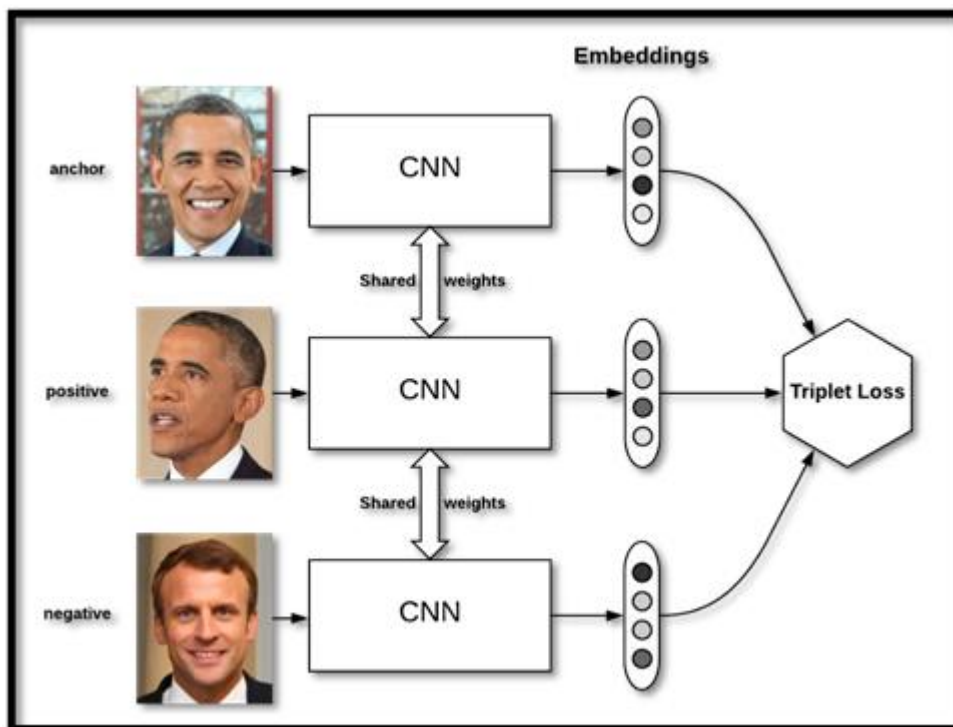 Embeddings
anchor
CNN
Shared weights
positive
CNN
Triplet Loss
Shared weights
negative
CNN